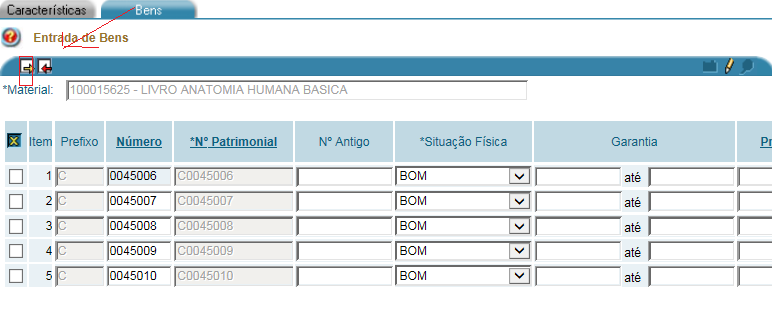 Características Bens
Entrada de Bens
*Material: 100015625 - LIVRO ANATOMIA HUMANA BASICA
Item Prefixo Número *Nº Patrimonial Nº Antigo *Situação Física Garantia
1 C 0045006 C0045006 BOM até
2 C 0045007 C0045007 BOM até
3 C 0045008 C0045008 BOM até
4 C 0045009 C0045009 BOM até
5 C 0045010 C0045010 BOM até